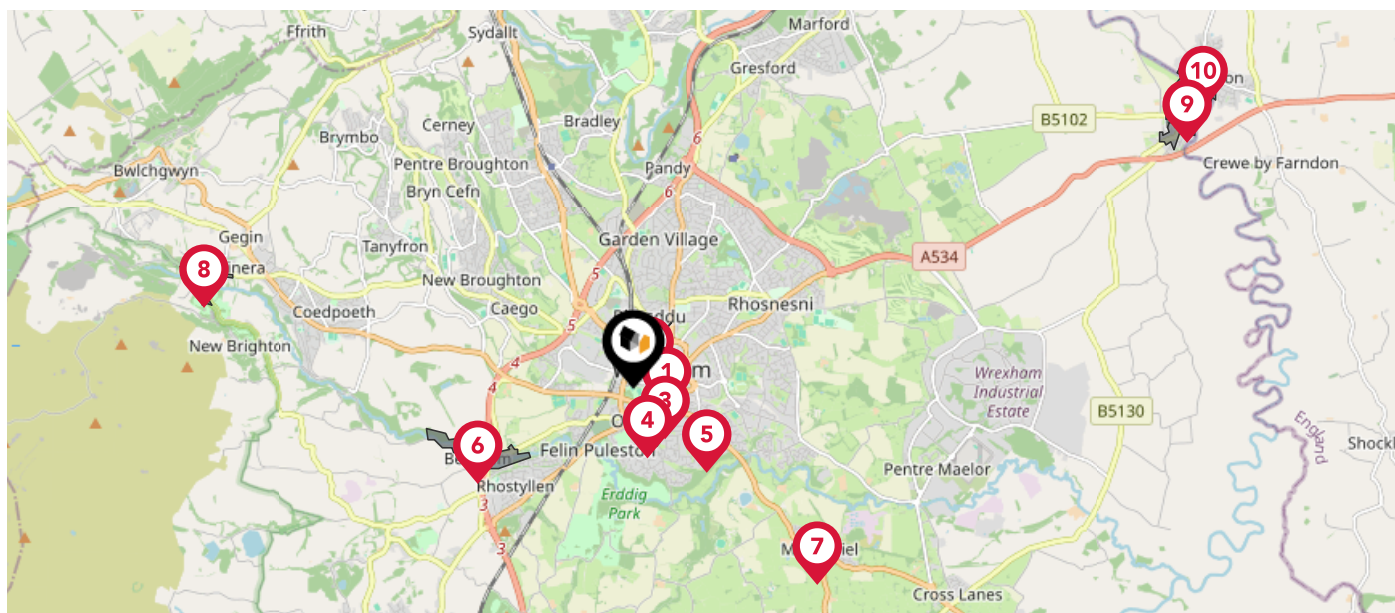 Ffrith
Sydallt
Marford
Gresford
10
9
B5102
Brymbo
Cerney
Bradley
6
Pentre Broughton
Pandy
Crewe by Farndon
Bwlchgwyn
Bryn Cefn
6
Gegin
Tanyfron
Garden Village
A534
8
5
New Broughton
Coedpoeth
Caego
Rhosnesni
5
New Brighton
4
1
Wrexham
Industrial
Estate
4
3
B5130
4
5
England
6
Felin Puleston
Pentre Maelor
Rhostyllen
Erddig
Park
3
3
7
Cross Lanes